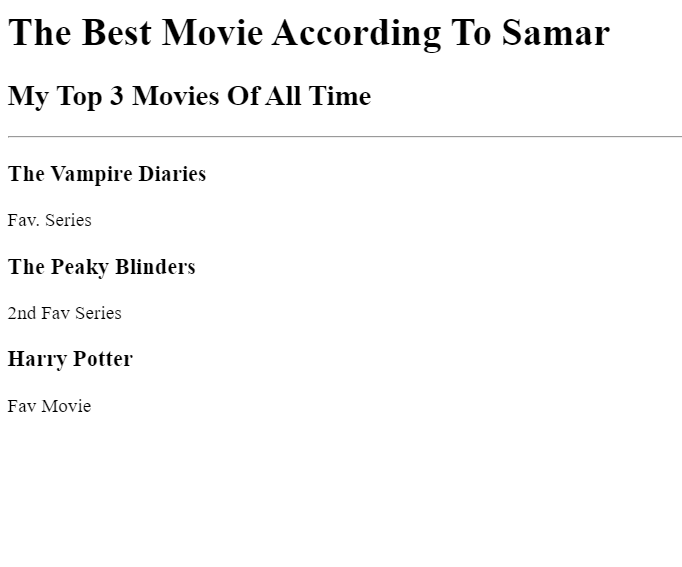 The Best Movie According To Samar
My Top 3 Movies Of All Time
The Vampire Diaries
Fav. Series
The Peaky Blinders
2nd Fav Series
Harry Potter
Fav Movie